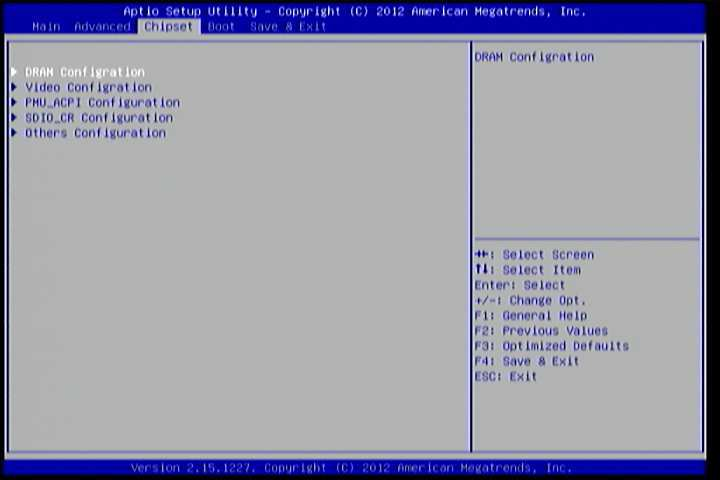 Aptio Setup Utility - Copyright (C) 2012 American Megatrends, Inc.
Main Advanced Chipset Boot Save & Exit
DRAM Configration
Video Configration
PMU_ACPI Configuration
SDIO_CR Configuration
Others Configuration
DRAM Configration
→←: Select Screen
↑↓: Select Item
Enter: Select
+/-: Change Opt.
F1: General Help
F2: Previous Values
F3: Optimized Defaults
F4: Save & Exit
ESC: Exit
Version 2.15.1227. Copyright (C) 2012 American Megatrends, Inc.